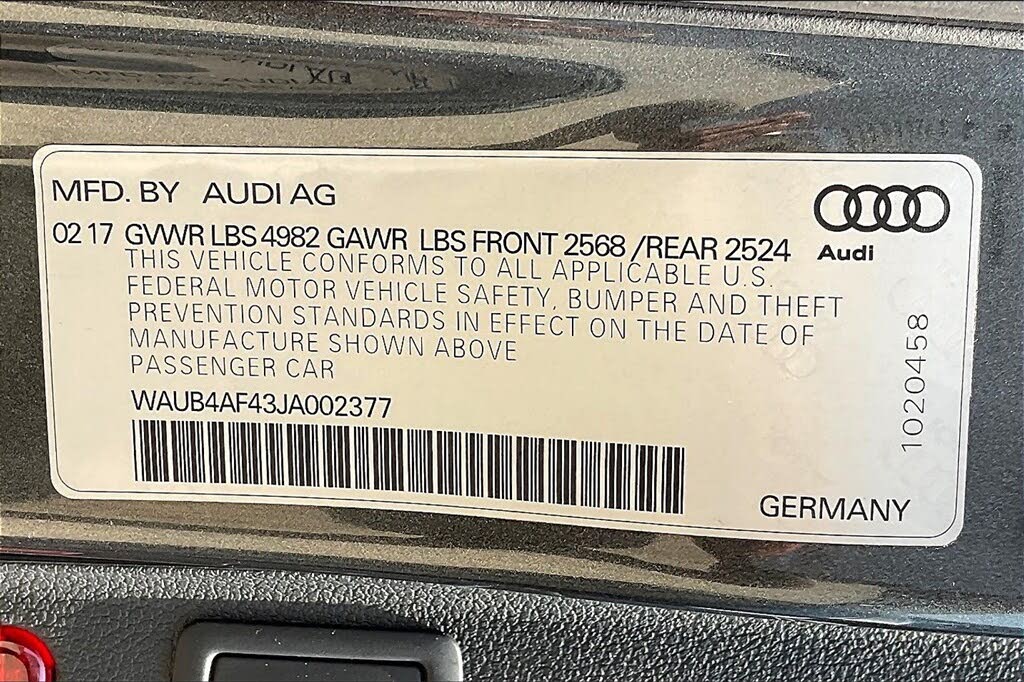 MFD. BY AUDI AG
02 17 GVWR LBS 4982 GAWR LBS FRONT 2568 /REAR 2524
Audi
THIS VEHICLE CONFORMS TO ALL APPLICABLE U.S.
FEDERAL MOTOR VEHICLE SAFETY, BUMPER AND THEFT
PREVENTION STANDARDS IN EFFECT ON THE DATE OF
MANUFACTURE SHOWN ABOVE
PASSENGER CAR
WAUB4AF43JA002377
1020458
GERMANY